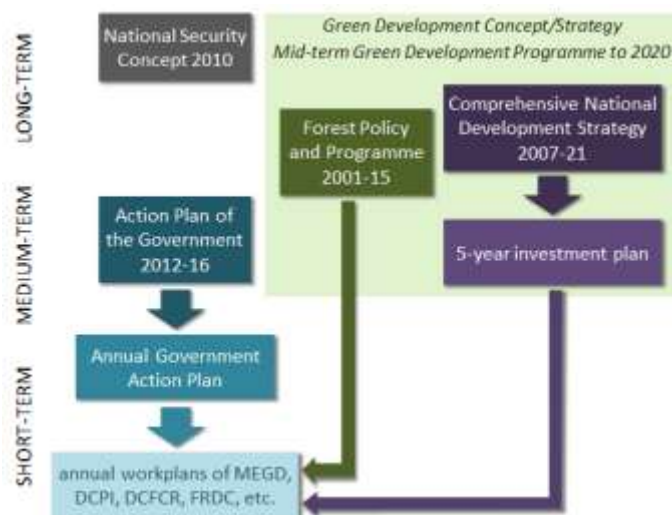 LONG-TERM
National Security
Concept 2010
Green Development Concept/Strategy
Mid-term Green Development Programme to 2020
Forest Policy
and Programme
2001-15
Comprehensive National
Development Strategy
2007-21
MEDIUM-TERM
Action Plan of
the Government
2012-16
5-year investment plan
SHORT-TERM
Annual Government
Action Plan
annual workplans of MEGD,
DCPI, DCFCR, FRDC, etc.